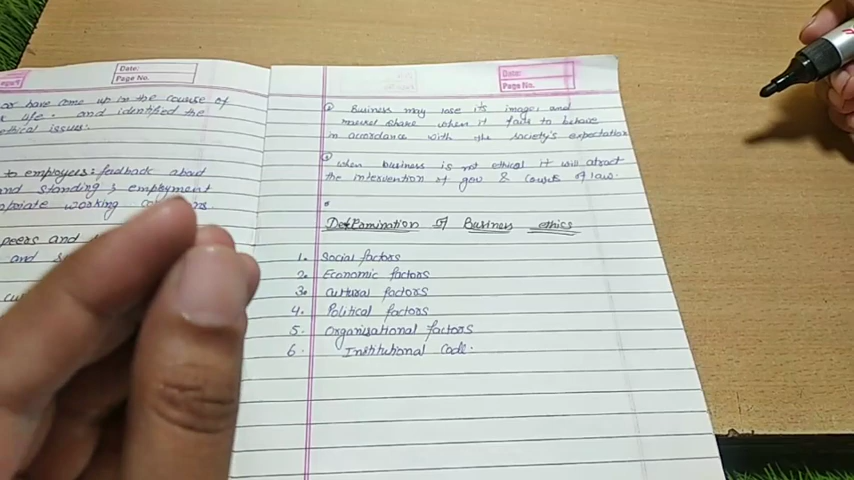 Date:
Page No.
or have come up in the course of
life. and identified the
ethical issues.
to employees: feedback about
and standing; employment
working
peers and
and
Date:
Page No.
Business may lose its image, and
market share when it fails to behave
in accordance with the society's expectation
when business is not ethical it will atract
the intervention of gov & Courts of law.
Determination of Business ethics
1. Social factors
2. Economic factors
3. Cultural factors
4. Political factors
5. Organisational factors
6. Institutional Code.